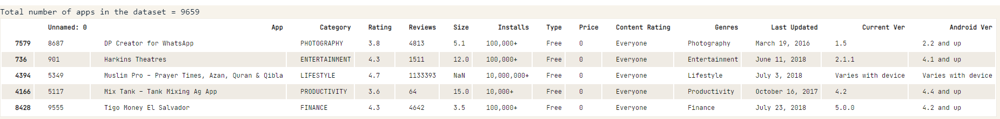 Total number of apps in the dataset = 9659
Unnamed: 0 App Category Rating Reviews Size Installs Type Price Content Rating Genres Last Updated Current Ver Android Ver
7579 8687 DP Creator for WhatsApp PHOTOGRAPHY 3.8 4813 5.1 100,000+ Free 0 Everyone Photography March 19, 2016 1.5 2.2 and up
736 901 Harkins Theatres ENTERTAINMENT 4.3 1511 12.0 100,000+ Free 0 Everyone Entertainment June 11, 2018 2.1.1 4.1 and up
4394 5349 Muslim Pro - Prayer Times, Azan, Quran & Qibla LIFESTYLE 4.7 1133393 NaN 10,000,000+ Free 0 Everyone Lifestyle July 3, 2018 Varies with device Varies with device
4166 5117 Mix Tank - Tank Mixing Ag App PRODUCTIVITY 3.6 64 15.0 10,000+ Free 0 Everyone Productivity October 16, 2017 4.2 4.4 and up
8428 9555 Tigo Money El Salvador FINANCE 4.3 4642 3.5 100,000+ Free 0 Everyone Finance July 23, 2018 5.0.0 4.2 and up